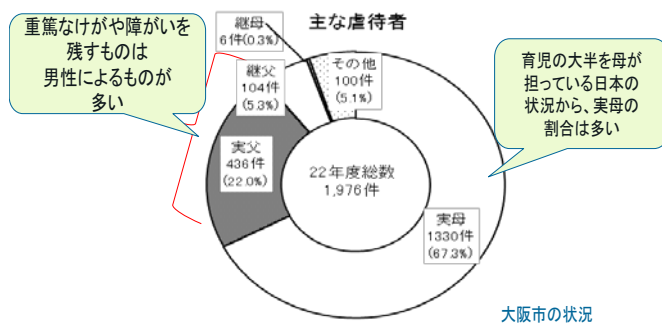 主な虐待者
重篤なけがや障がいを
残すものは
男性によるものが
多い
継母
6件(0.3%)
継父
104件
(5.3%)
その他
100件
(5.1%)
育児の大半を母が
担っている日本の
状況から、実母の
割合は多い
実父
436件
(22.0%)
22年度総数
1,976件
実母
1330件
(67.3%)
大阪市の状況